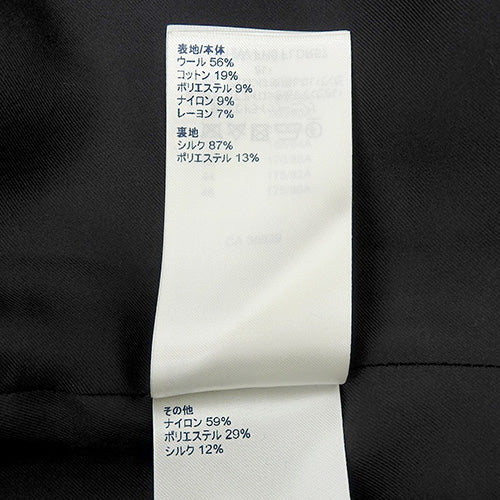 表地/本体
ウール 56%
コットン 19%
ポリエステル 9%
ナイロン 9%
レーヨン 7%
裏地
シルク 87%
ポリエステル 13%
CA 36929
その他
ナイロン 59%
ポリエステル 29%
シルク 12%